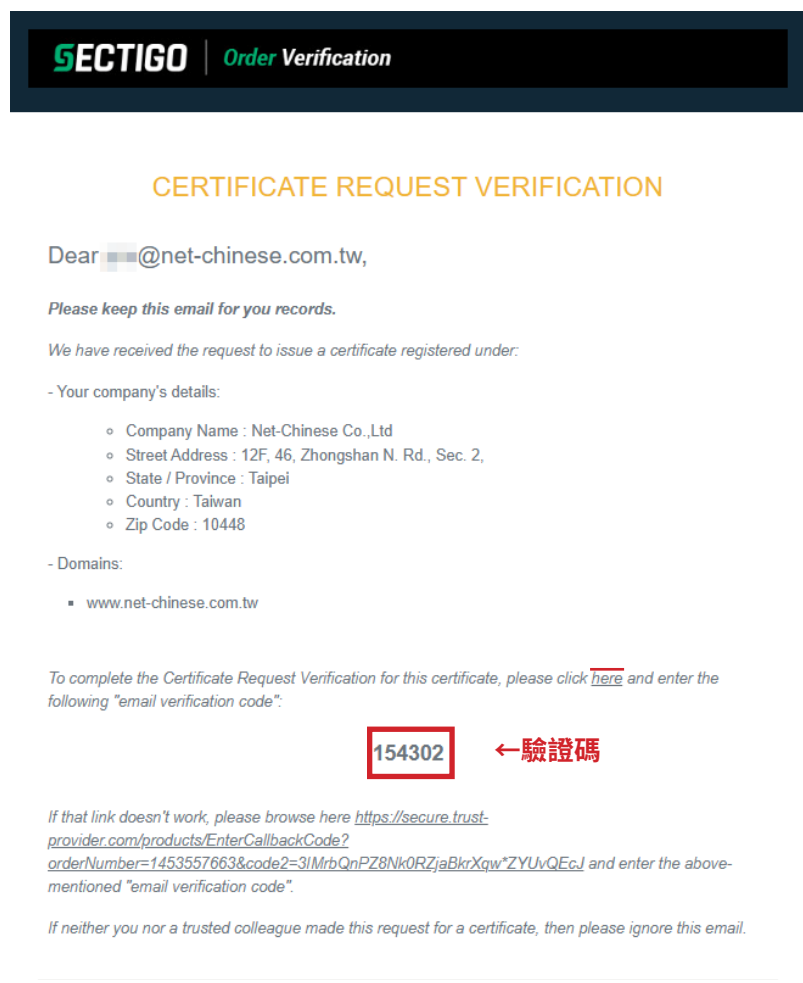 SECTIGO Order Verification
CERTIFICATE REQUEST VERIFICATION
Dear @net-chinese.com.tw,
Please keep this email for you records.
We have received the request to issue a certificate registered under:
- Your company's details:
Company Name : Net-Chinese Co.,Ltd
Street Address : 12F, 46, Zhongshan N. Rd., Sec. 2,
State / Province : Taipei
Country : Taiwan
Zip Code : 10448
- Domains:
www.net-chinese.com.tw
To complete the Certificate Request Verification for this certificate, please click here and enter the
following "email verification code":
154302 ←驗證碼
If that link doesn't work, please browse here https://secure.trust-
provider.com/products/EnterCallbackCode?
orderNumber=1453557663&code2=3IMrbQnPZ8Nk0RZjaBkrXqw*ZYUvQEcJ and enter the above-
mentioned "email verification code".
If neither you nor a trusted colleague made this request for a certificate, then please ignore this email.